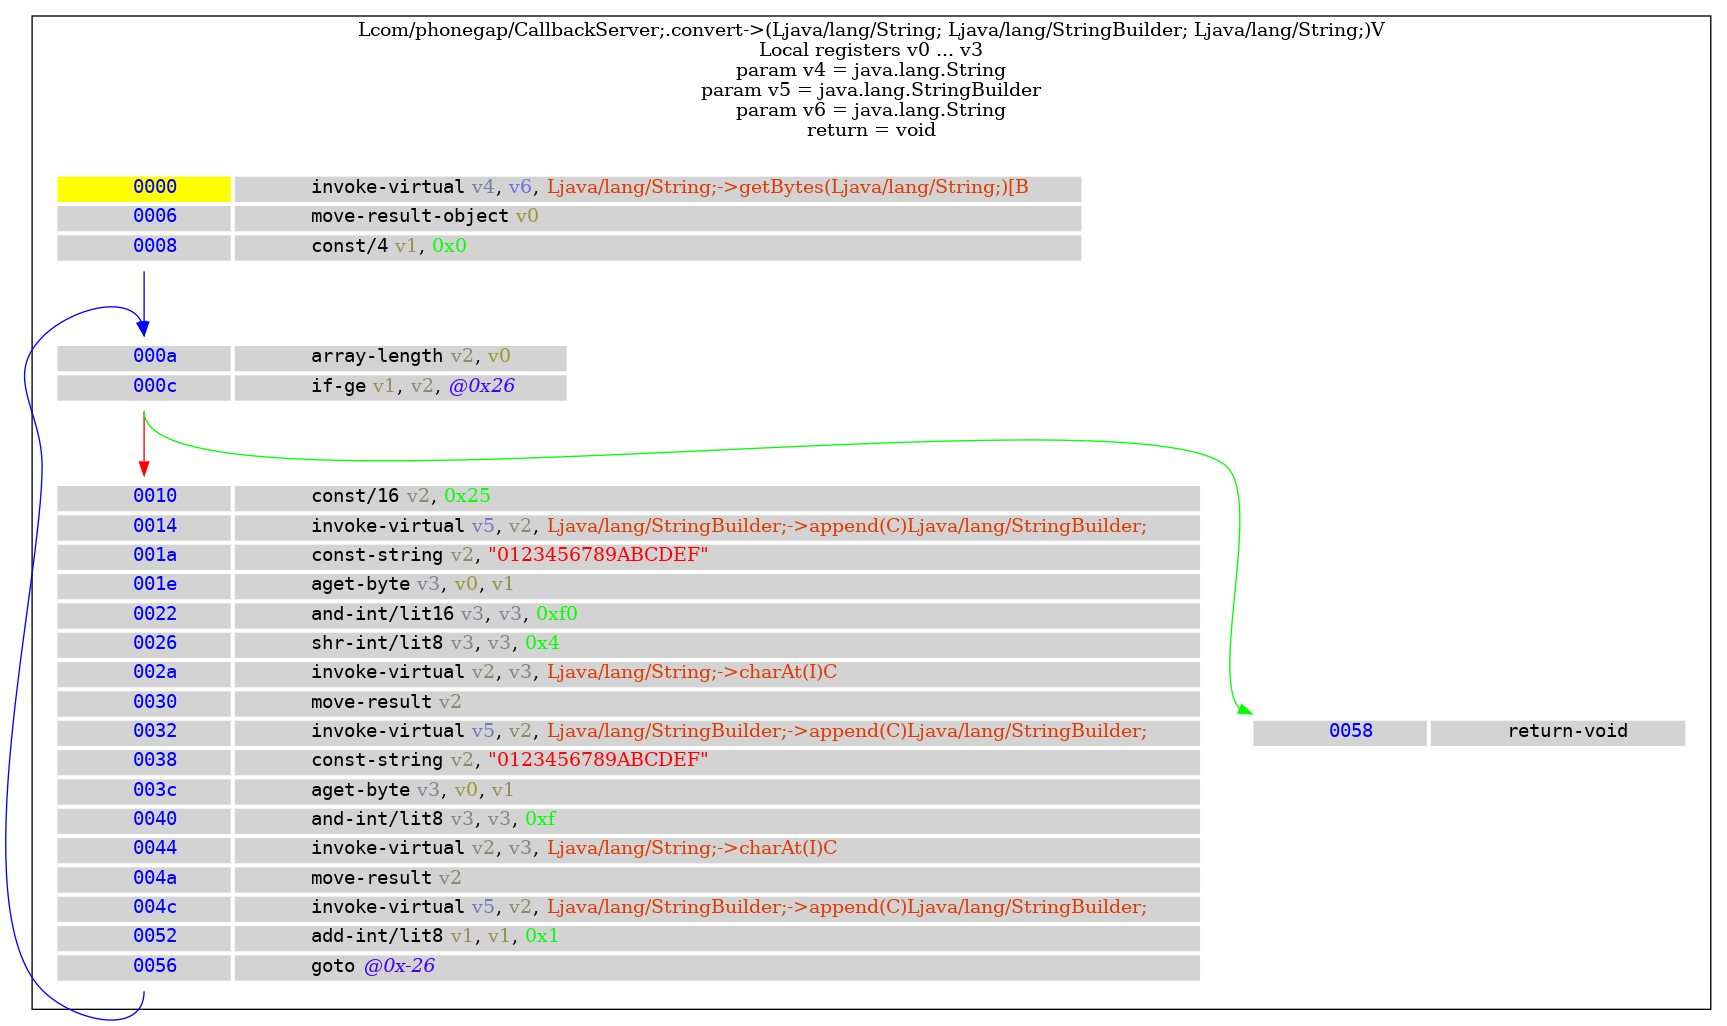 Lcom/phonegap/CallbackServer;.convert->(Ljava/lang/String; Ljava/lang/StringBuilder; Ljava/lang/String;)V
Local registers v0 ... v3
param v4 = java.lang.String
param v5 = java.lang.StringBuilder
param v6 = java.lang.String
return = void
0000 invoke-virtual v4, v6, Ljava/lang/String;->getBytes(Ljava/lang/String;)[B
0006 move-result-object v0
0008 const/4 v1, 0x0
000a array-length v2, v0
000c if-ge v1, v2, @0x26
0010 const/16 v2, 0x25
0014 invoke-virtual v5, v2, Ljava/lang/StringBuilder;->append(C)Ljava/lang/StringBuilder;
001a const-string v2, "0123456789ABCDEF"
001e aget-byte v3, v0, v1
0022 and-int/lit16 v3, v3, 0xf0
0026 shr-int/lit8 v3, v3, 0x4
002a invoke-virtual v2, v3, Ljava/lang/String;->charAt(I)C
0030 move-result v2
0032 invoke-virtual v5, v2, Ljava/lang/StringBuilder;->append(C)Ljava/lang/StringBuilder;
0038 const-string v2, "0123456789ABCDEF"
003c aget-byte v3, v0, v1
0040 and-int/lit8 v3, v3, 0xf
0044 invoke-virtual v2, v3, Ljava/lang/String;->charAt(I)C
004a move-result v2
004c invoke-virtual v5, v2, Ljava/lang/StringBuilder;->append(C)Ljava/lang/StringBuilder;
0052 add-int/lit8 v1, v1, 0x1
0056 goto @0x-26
0058 return-void